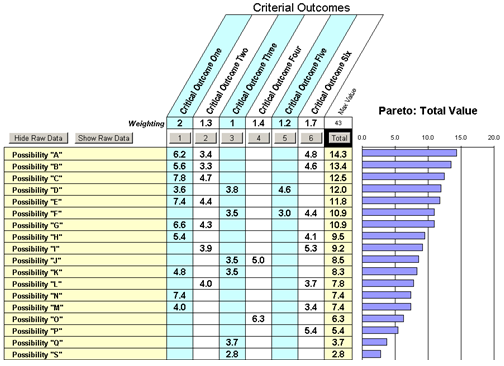 Criterial Outcomes
Critical Outcome One
Critical Outcome Two
Critical Outcome Three
Critical Outcome Four
Critical Outcome Five
Critical Outcome Six
Max Value
Weighting 2 1.3 1 1.4 1.2 1.7 43
Pareto: Total Value
Hide Raw Data Show Raw Data 1 2 3 4 5 6 Total
0.0 5.0 10.0 15.0 20.0
Possibility "A" 6.2 3.4 4.8 14.3
Possibility "B" 5.6 3.3 4.6 13.4
Possibility "C" 7.8 4.7 12.5
Possibility "D" 3.6 3.8 4.6 12.0
Possibility "E" 7.4 4.4 11.8
Possibility "F" 3.5 3.0 4.4 10.9
Possibility "G" 6.6 4.3 10.9
Possibility "H" 5.4 4.1 9.5
Possibility "I" 3.9 5.3 9.2
Possibility "J" 3.5 5.0 8.5
Possibility "K" 4.8 3.5 8.3
Possibility "L" 4.0 3.7 7.8
Possibility "N" 7.4 7.4
Possibility "M" 4.0 3.4 7.4
Possibility "O" 6.3 6.3
Possibility "P" 5.4 5.4
Possibility "Q" 3.7 3.7
Possibility "S" 2.8 2.8